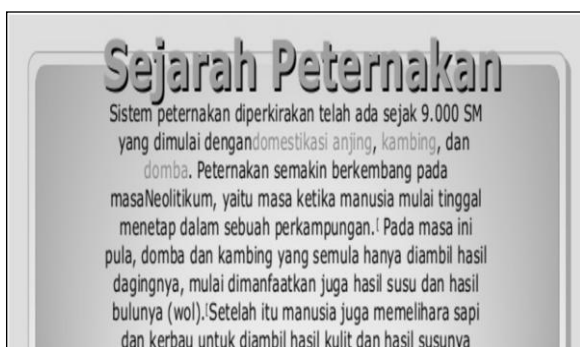 Sejarah Peternakan
Sistem peternakan diperkirakan telah ada sejak 9.000 SM
yang dimulai dengandomestikasi anjing, kambing, dan
domba. Peternakan semakin berkembang pada
masaNeolitikum, yaitu masa ketika manusia mulai tinggal
menetap dalam sebuah perkampungan.[ Pada masa ini
pula, domba dan kambing yang semula hanya diambil hasil
dagingnya, mulai dimanfaatkan juga hasil susu dan hasil
bulunya (wol).[Setelah itu manusia juga memelihara sapi
dan kerbau untuk diambil hasil kulit dan hasil susunya